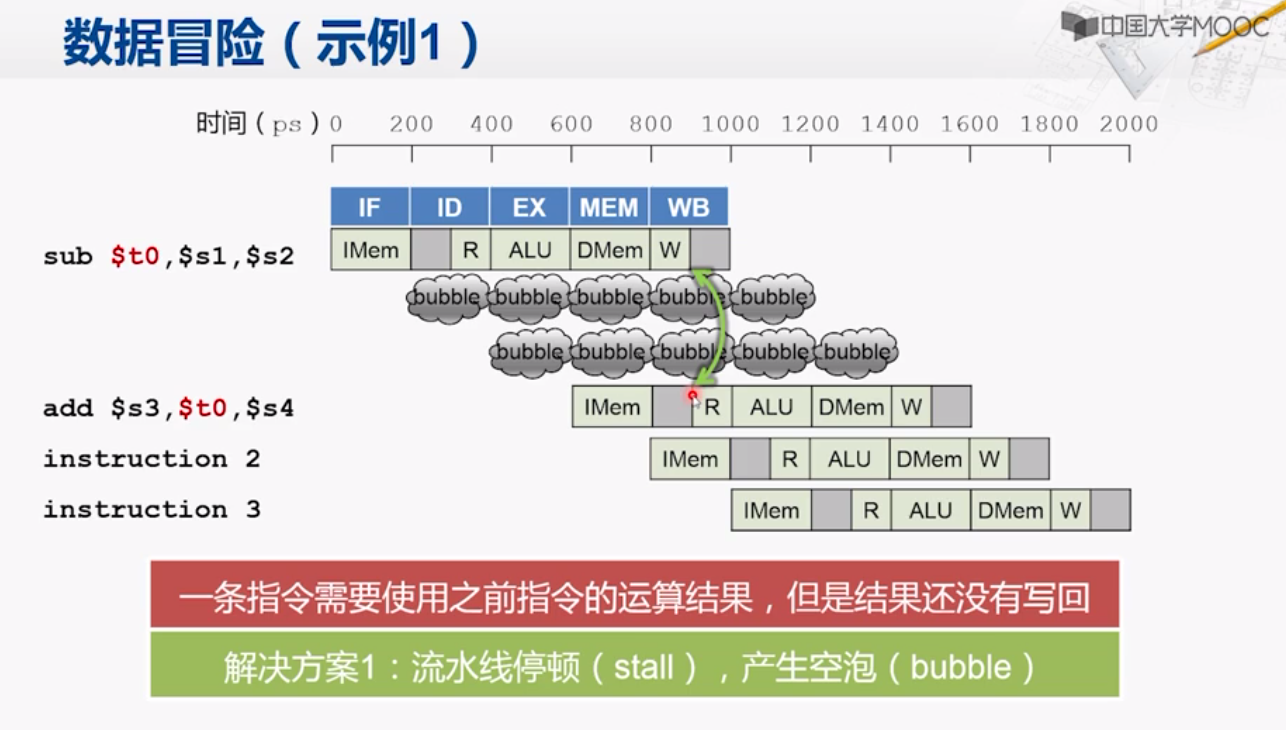 数据冒险（示例1）
中国大学MOOC
时间（ps）0 200 400 600 800 1000 1200 1400 1600 1800 2000
IF ID EX MEM WB
sub $t0,$s1,$s2 IMem R ALU DMem W
bubble bubble bubble bubble bubble
bubble bubble bubble bubble bubble
add $s3,$t0,$s4 IMem R ALU DMem W
instruction 2 IMem R ALU DMem W
instruction 3 IMem R ALU DMem W
一条指令需要使用之前指令的运算结果，但是结果还没有写回
解决方案1：流水线停顿（stall），产生空泡（bubble）